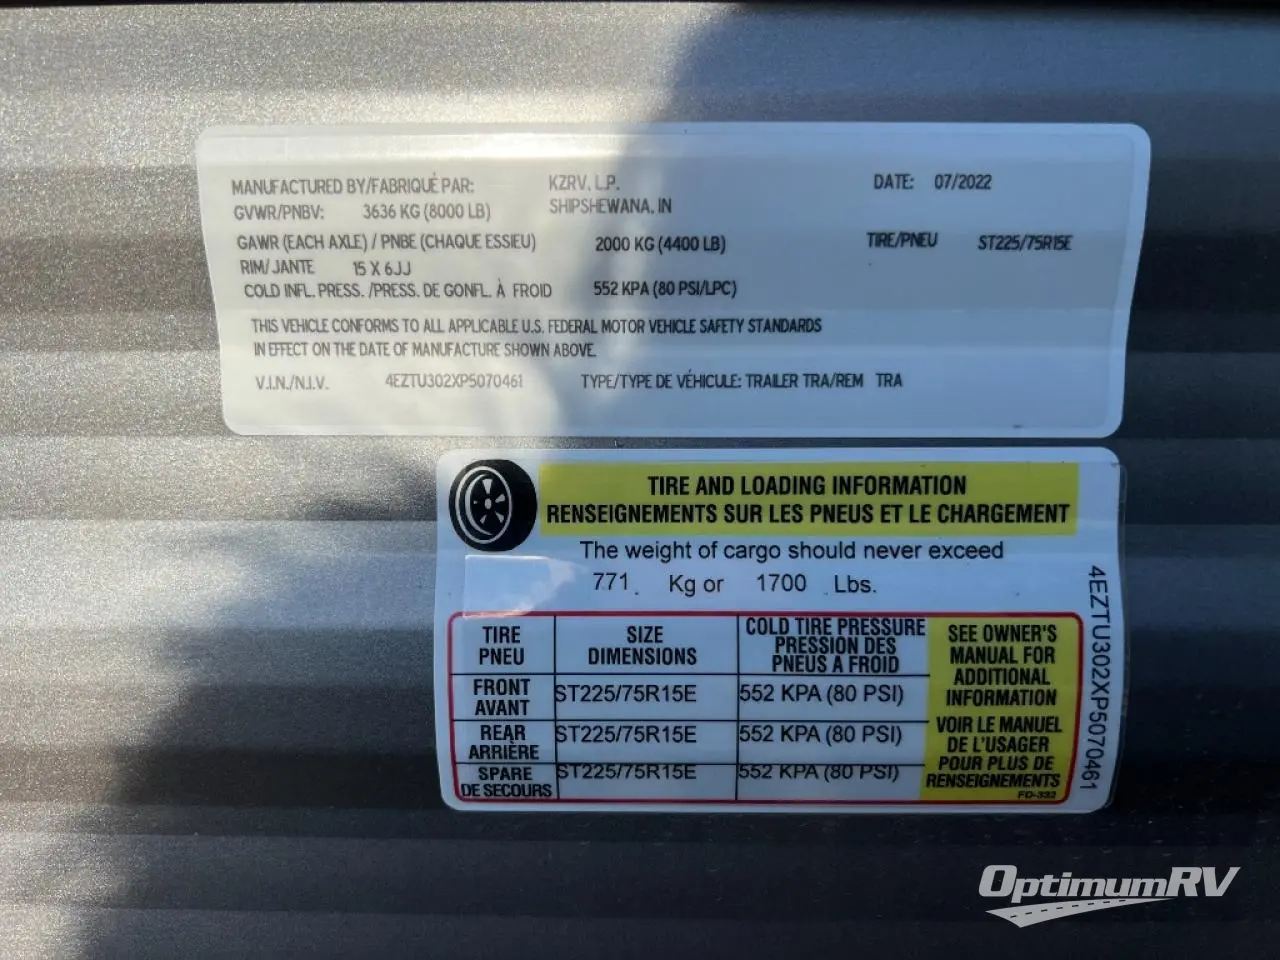 MANUFACTURED BY/FABRIQUÉ PAR: KZRV, L.P. DATE: 07/2022
GVWR/PNBV: 3636 KG (8000 LB) SHIPSHEWANA, IN
GAWR (EACH AXLE) / PNBE (CHAQUE ESSIEU) 2000 KG (4400 LB) TIRE/PNEU ST225/75R15E
RIM/ JANTE 15 X 6JJ
COLD INFL. PRESS. /PRESS. DE GONFL. À FROID 552 KPA (80 PSI/LPC)
THIS VEHICLE CONFORMS TO ALL APPLICABLE U.S. FEDERAL MOTOR VEHICLE SAFETY STANDARDS
IN EFFECT ON THE DATE OF MANUFACTURE SHOWN ABOVE.
V.I.N./N.I.V. 4EZTU302XP5070461 TYPE/TYPE DE VÉHICULE: TRAILER TRA/REM TRA
TIRE AND LOADING INFORMATION
RENSEIGNEMENTS SUR LES PNEUS ET LE CHARGEMENT
The weight of cargo should never exceed
771. Kg or 1700 Lbs.
TIRE
PNEU
SIZE
DIMENSIONS
COLD TIRE PRESSURE
PRESSION DES
PNEUS A FROID
FRONT
AVANT
ST225/75R15E
552 KPA (80 PSI)
REAR
ARRIÈRE
ST225/75R15E
552 KPA (80 PSI)
SPARE
DE SECOURS
ST225/75R15E
552 KPA (80 PSI)
SEE OWNER'S
MANUAL FOR
ADDITIONAL
INFORMATION
VOIR LE MANUEL
DE L'USAGER
POUR PLUS DE
RENSEIGNEMENTS
FD-332
4EZTU302XP5070461
OptimumRV